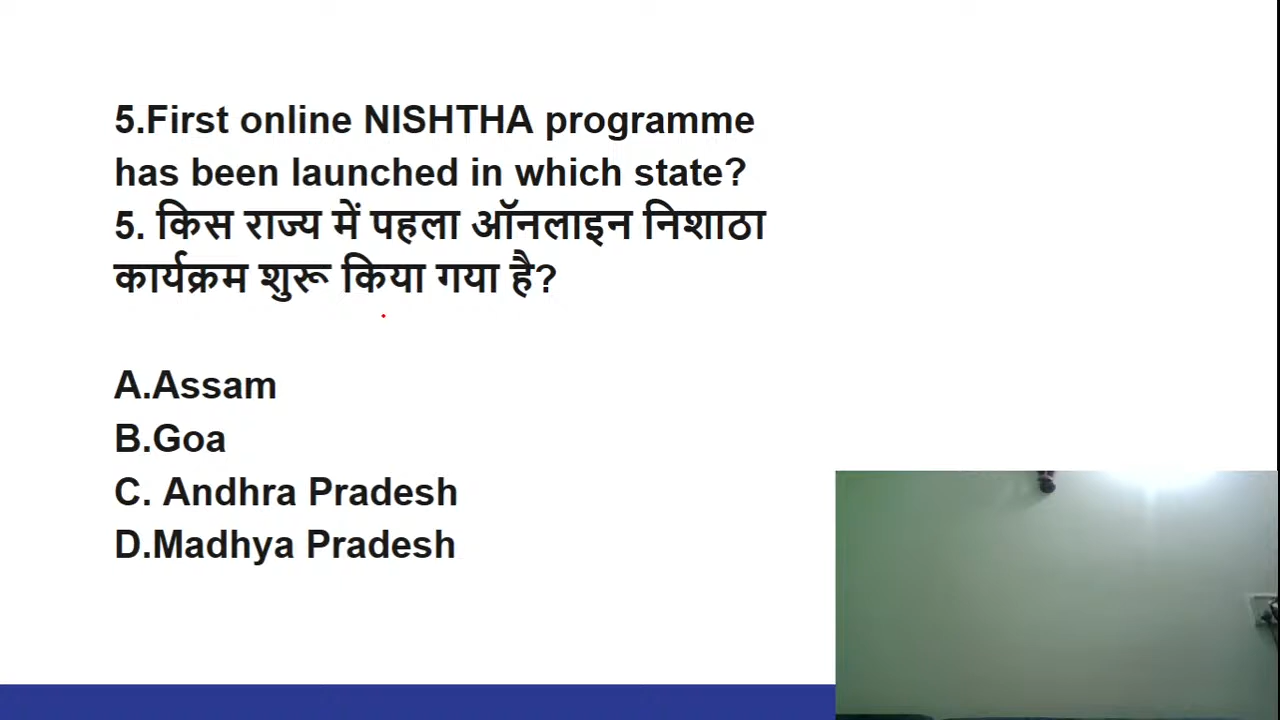 5.First online NISHTHA programme
has been launched in which state?
5. किस राज्य में पहला ऑनलाइन निशाठा
कार्यक्रम शुरू किया गया है?
A.Assam
B.Goa
C. Andhra Pradesh
D.Madhya Pradesh